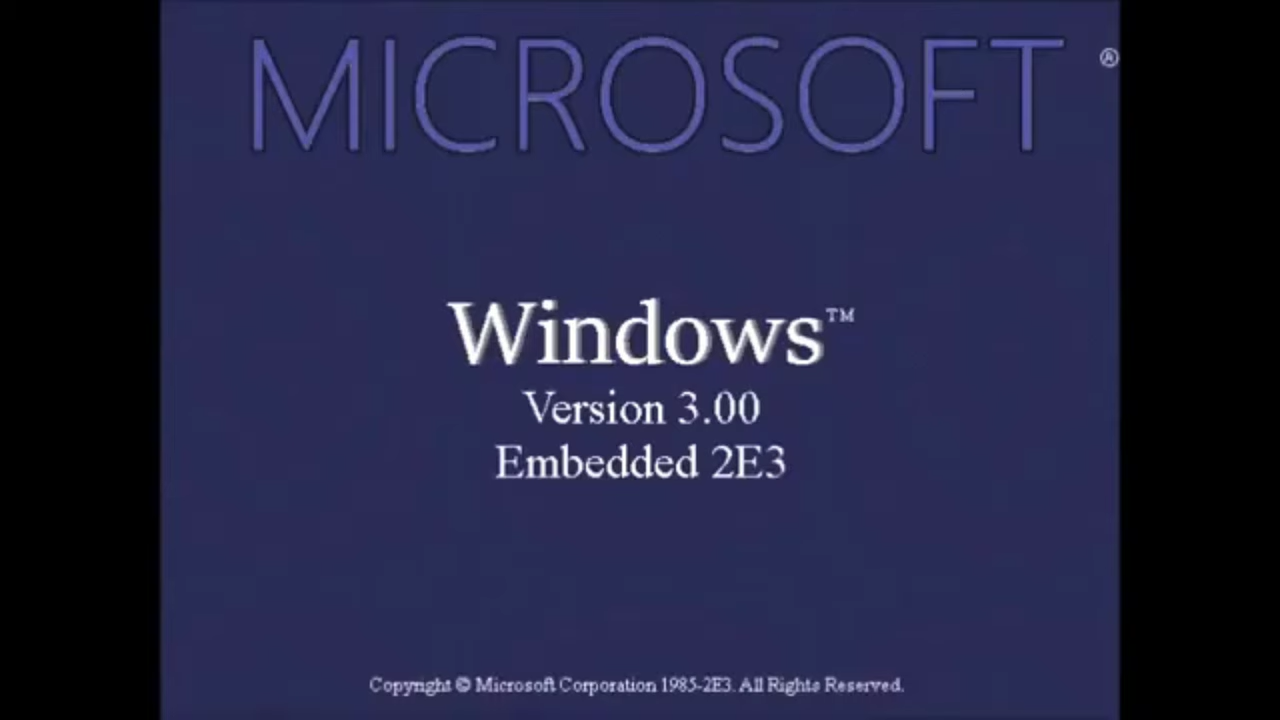 MICROSOFT ®
Windows™
Version 3.00
Embedded 2E3
Copyright © Microsoft Corporation 1985-2E3. All Rights Reserved.